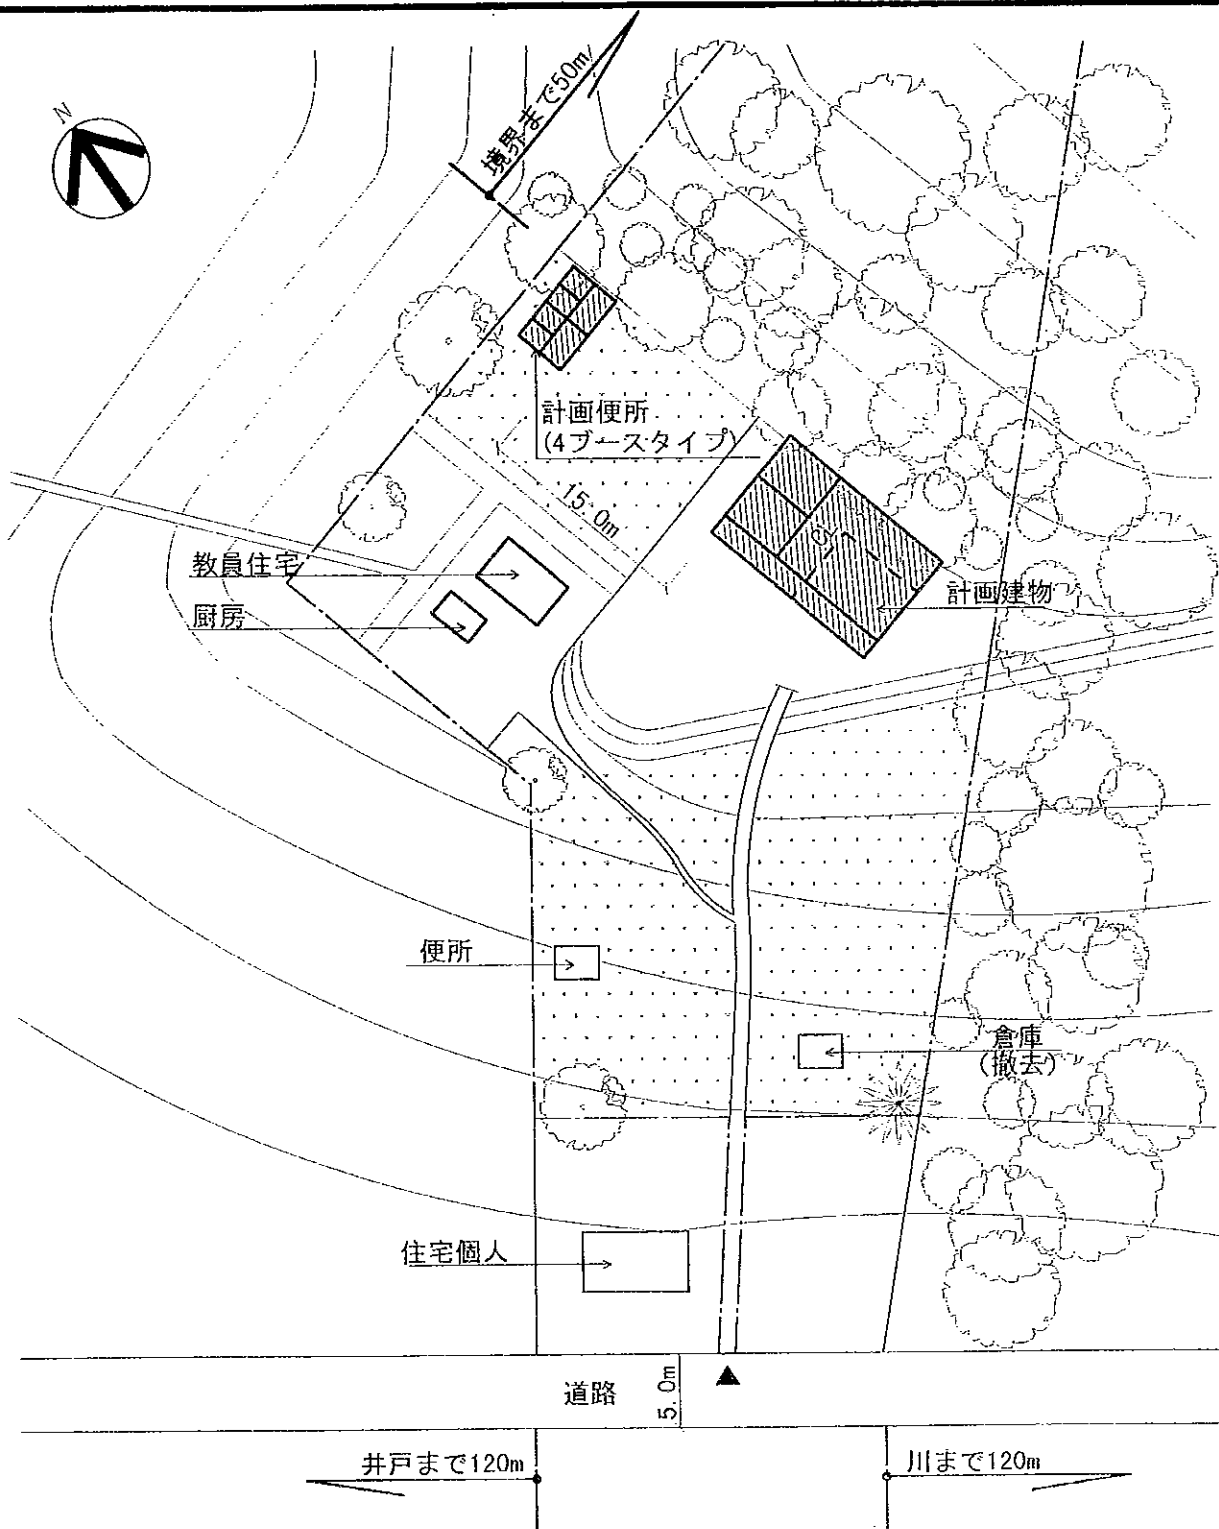 境界まで50m
N
計画便所
(4ブースタイプ)
15.0m
教員住宅
厨房
CL
計画建物
便所
倉庫
(撤去)
住宅個人
道路
5.0m
井戸まで120m
川まで120m